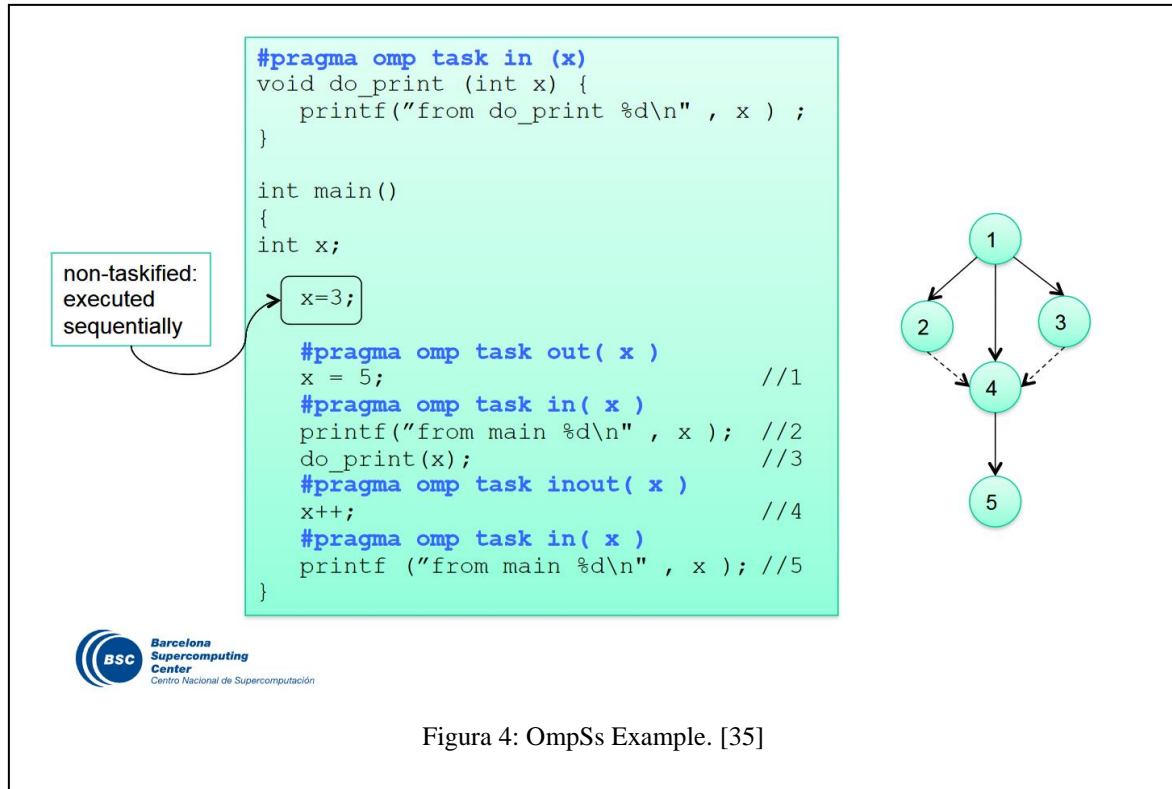 #pragma omp task in (x)
void do_print (int x) {
   printf("from do_print %d\n" , x ) ;
}
int main()
{
int x;
non-taskified:
executed
sequentially
x=3;
#pragma omp task out( x )
x = 5; //1
#pragma omp task in( x )
printf("from main %d\n" , x ); //2
do_print(x); //3
#pragma omp task inout( x )
x++; //4
#pragma omp task in( x )
printf ("from main %d\n" , x ); //5
}
1
2
3
4
5
BSC
Barcelona
Supercomputing
Center
Centro Nacional de Supercomputación
Figura 4: OmpSs Example. [35]